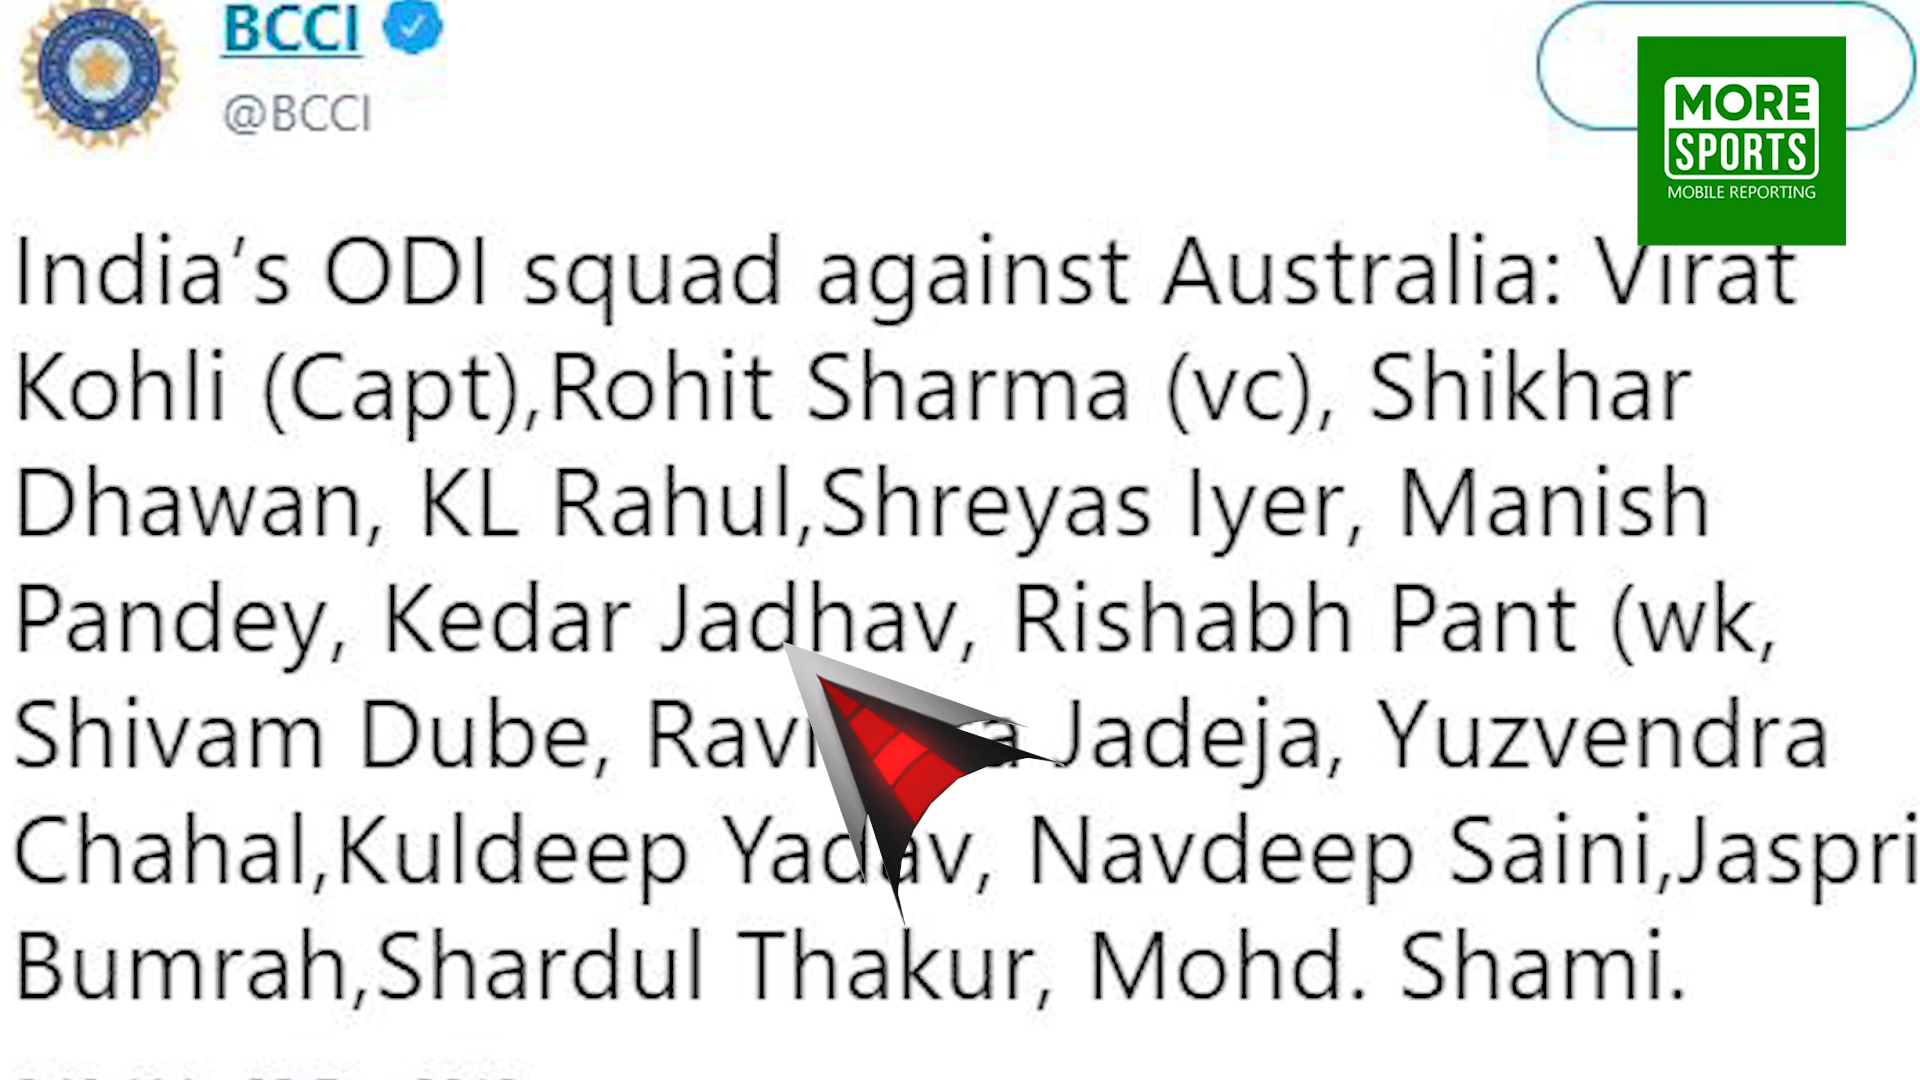 BCCI
@BCCI
MORE
SPORTS
MOBILE REPORTING
India's ODI squad against Australia: Virat
Kohli (Capt),Rohit Sharma (vc), Shikhar
Dhawan, KL Rahul,Shreyas Iyer, Manish
Pandey, Kedar Jadhav, Rishabh Pant (wk,
Shivam Dube, Jadeja, Yuzvendra
Chahal,Kuldeep Yadav, Navdeep Saini,Jaspri
Bumrah,Shardul Thakur, Mohd. Shami.